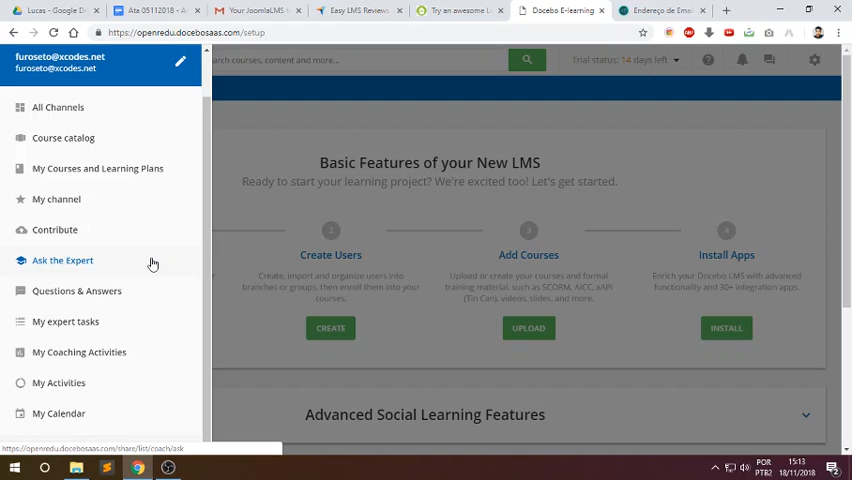 Lucas - Google D
Ata 05112018 - D
Your JoomlaLMS t
Easy LMS Reviews
Try an awesome L
Docebo E-learning
Endereço de Emai
https://openredu.docebosaas.com/setup
furoseto@xcodes.net
furoseto@xcodes.net
search courses, content and more...
Trial status: 14 days left
All Channels
Course catalog
My Courses and Learning Plans
My channel
Contribute
Ask the Expert
Questions & Answers
My expert tasks
My Coaching Activities
My Activities
My Calendar
Basic Features of your New LMS
Ready to start your learning project? We're excited too! Let's get started.
2
3
4
Create Users
Add Courses
Install Apps
Create, import and organize users into
branches or groups, then enroll them into your
courses.
Upload or create your courses and formal
training material, such as SCORM, AICC, xAPI
(Tin Can), videos, slides, and more.
Enrich your Docebo LMS with advanced
functionality and 30+ integration apps.
CREATE
UPLOAD
INSTALL
Advanced Social Learning Features
https://openredu.docebosaas.com/share/list/coach/ask
POR
PTB2
15:13
18/11/2018
2